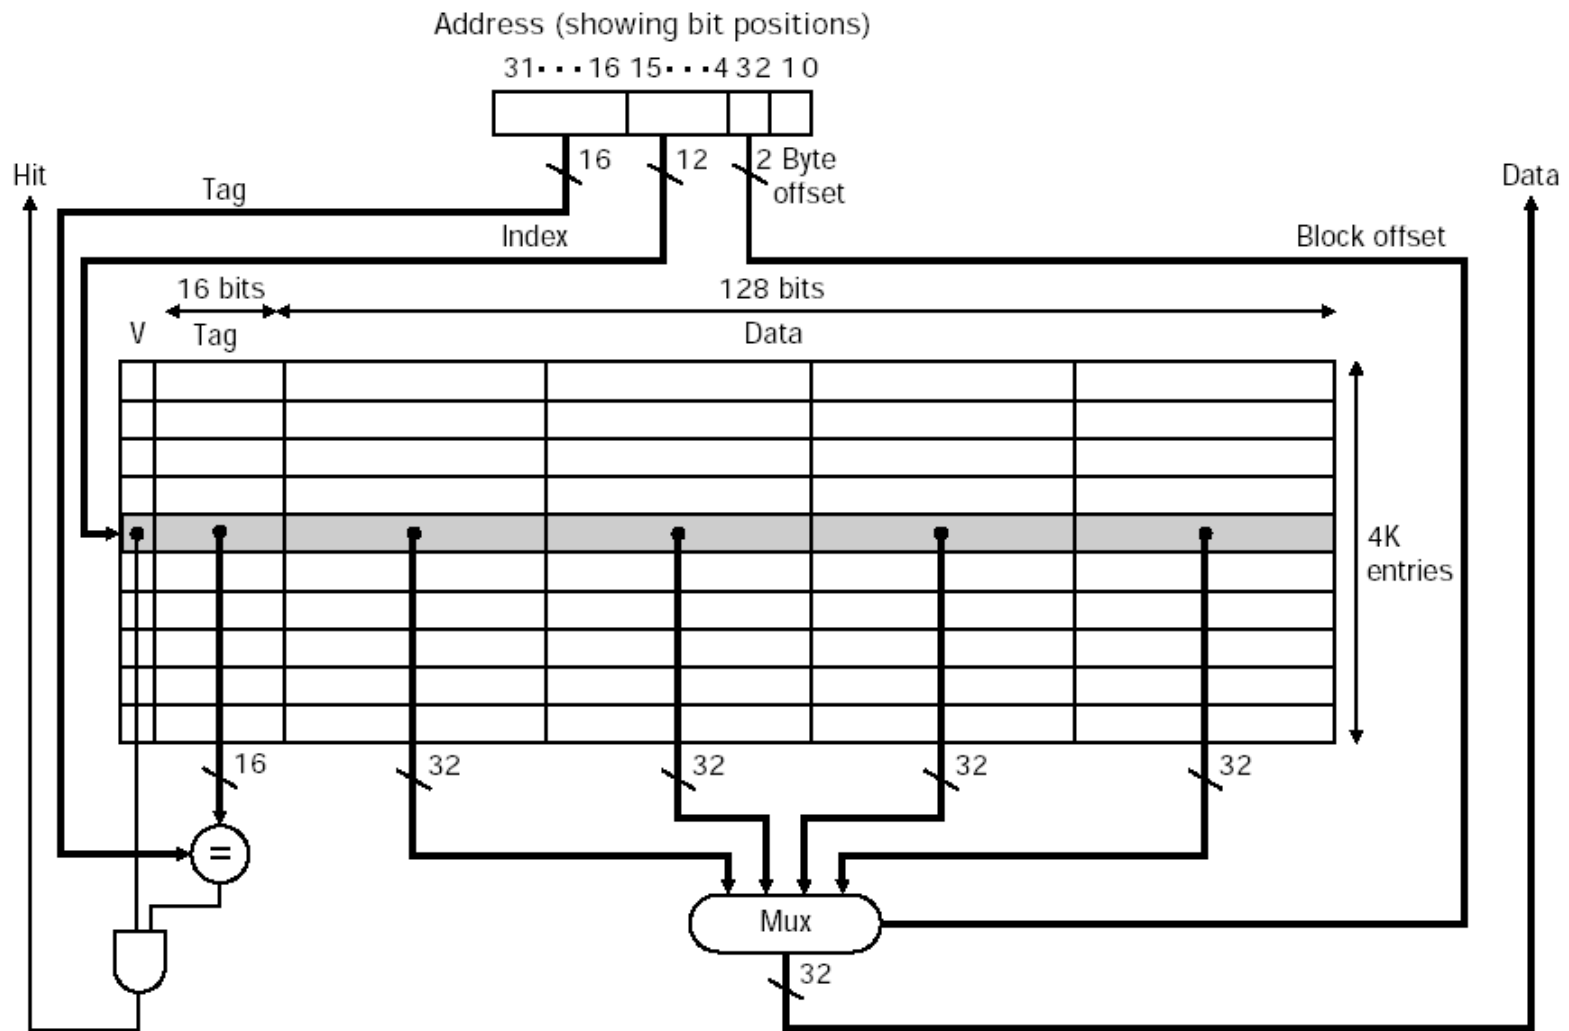 Address (showing bit positions)
31···16 15···4 3 2 1 0
16 12 2 Byte
offset
Hit
Tag
Data
Index
Block offset
16 bits
128 bits
V
Tag
Data
4K
entries
16 32 32 32 32
=
Mux
32